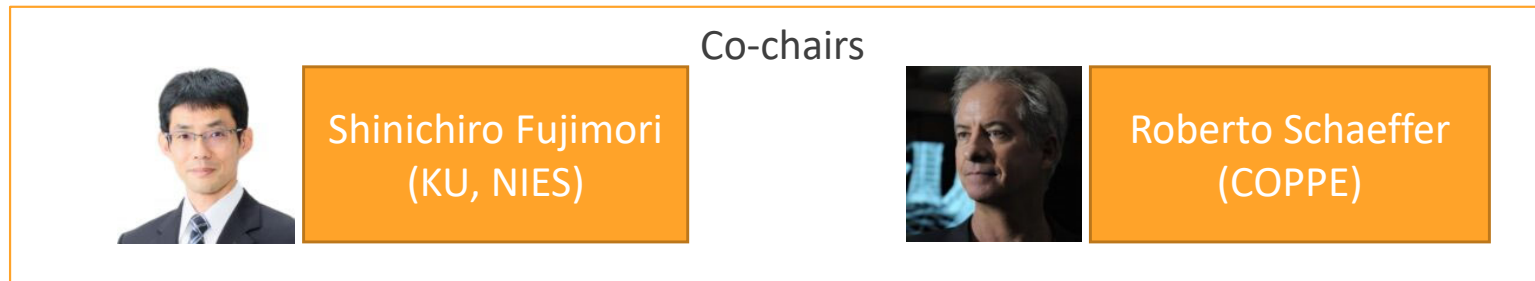 Co-chairs
Shinichiro Fujimori
(KU, NIES)
Roberto Schaeffer
(COPPE)